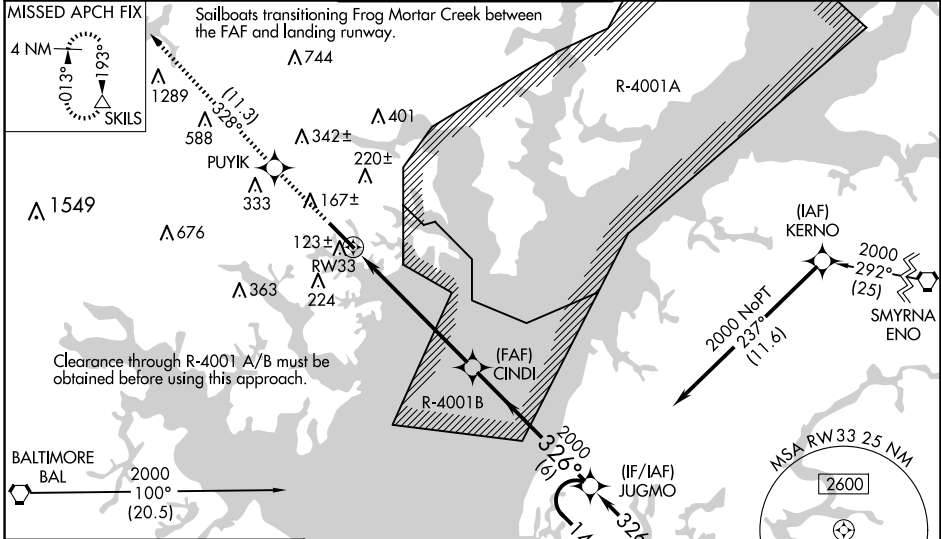 MISSED APCH FIX
4 NM
013°
193°
SKILS
Sailboats transitioning Frog Mortar Creek between
the FAF and landing runway.
744
1289
(11.3)
328°
588
401
342±
220±
PUYIK
333
167±
1549
676
123±
RW33
363
224
R-4001A
(IAF)
KERNO
2000
292°
(25)
SMYRNA
ENO
2000 NoPT
237°
(11.6)
Clearance through R-4001 A/B must be
obtained before using this approach.
(FAF)
CINDI
R-4001B
2000
326°
(6)
(IF/IAF)
JUGMO
326
14
BALTIMORE
BAL
2000
100°
(20.5)
MSA RW33 25 NM
2600